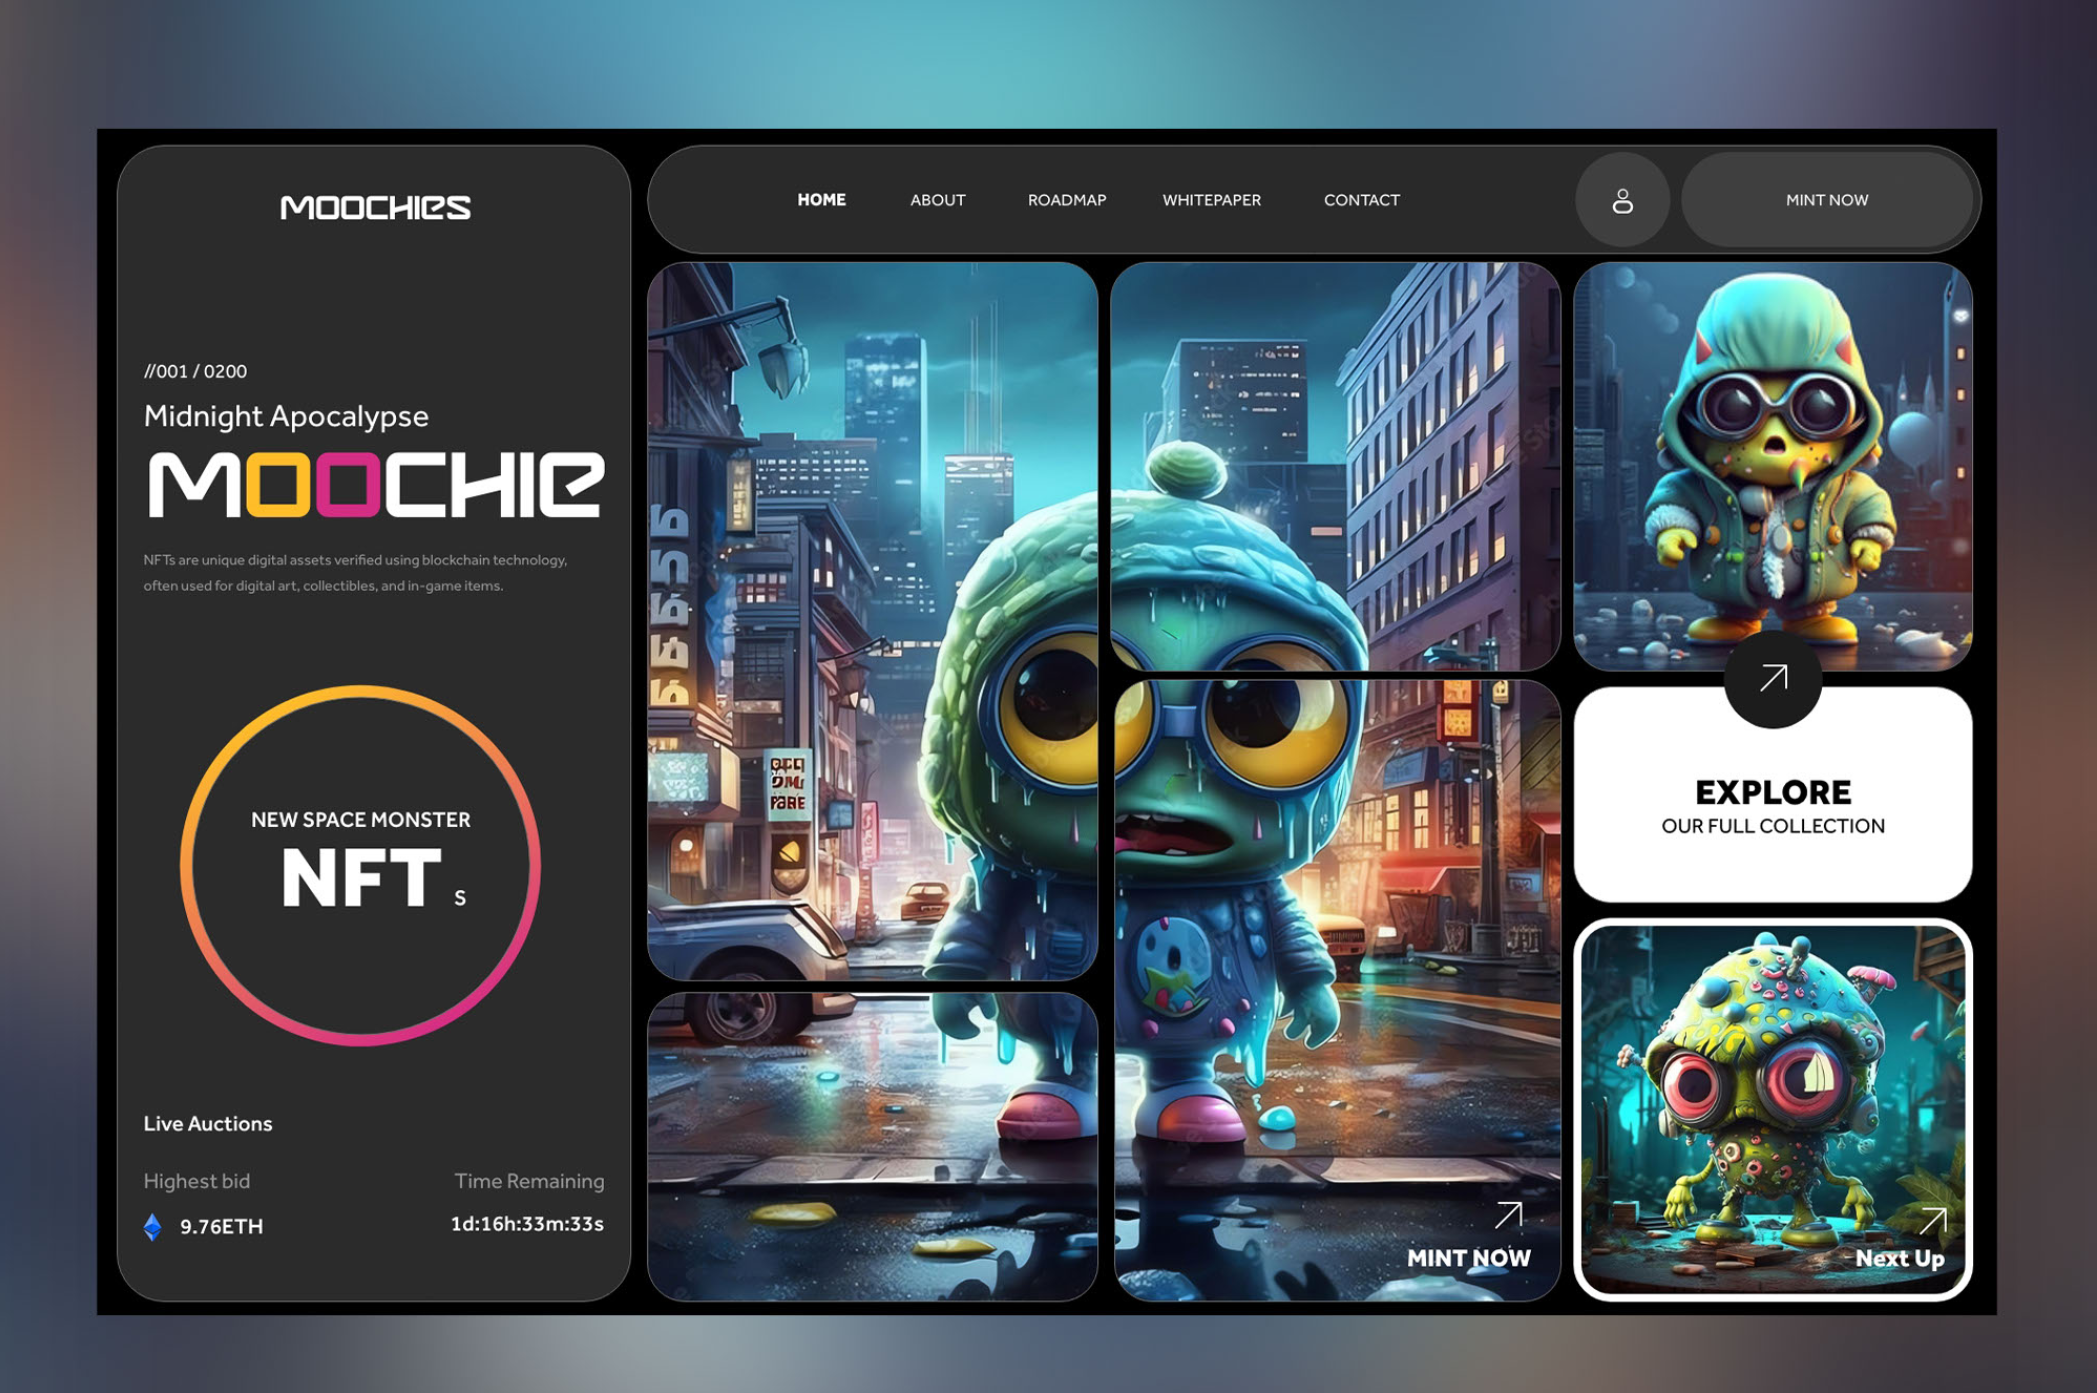 MOOCHIES
HOME
ABOUT
ROADMAP
WHITEPAPER
CONTACT
MINT NOW
//001 / 0200
Midnight Apocalypse
MOOCHIE
NFTs are unique digital assets verified using blockchain technology,
often used for digital art, collectibles, and in-game items.
NEW SPACE MONSTER
NFT s
Live Auctions
Highest bid
9.76ETH
Time Remaining
1d:16h:33m:33s
MINT NOW
EXPLORE
OUR FULL COLLECTION
Next Up